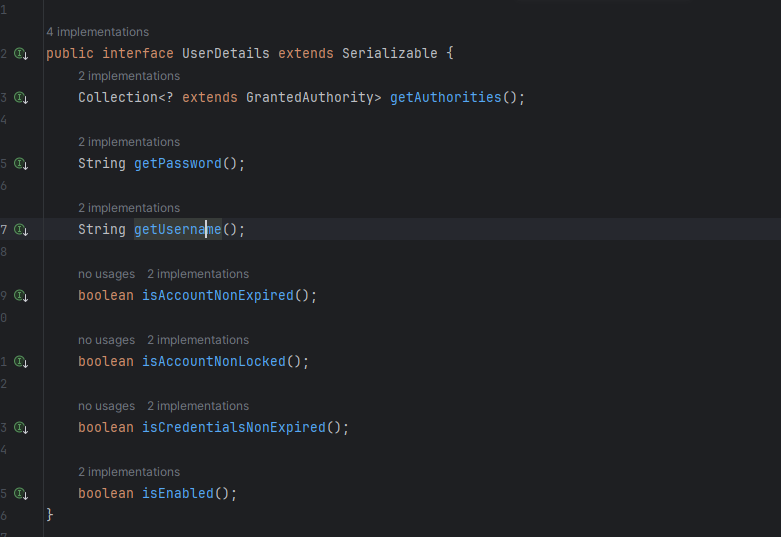 1
4 implementations
2 public interface UserDetails extends Serializable {
2 implementations
3 Collection<? extends GrantedAuthority> getAuthorities();
4
2 implementations
5 String getPassword();
6
2 implementations
7 String getUsername();
8
no usages 2 implementations
9 boolean isAccountNonExpired();
0
no usages 2 implementations
1 boolean isAccountNonLocked();
2
no usages 2 implementations
3 boolean isCredentialsNonExpired();
4
2 implementations
5 boolean isEnabled();
6 }
7